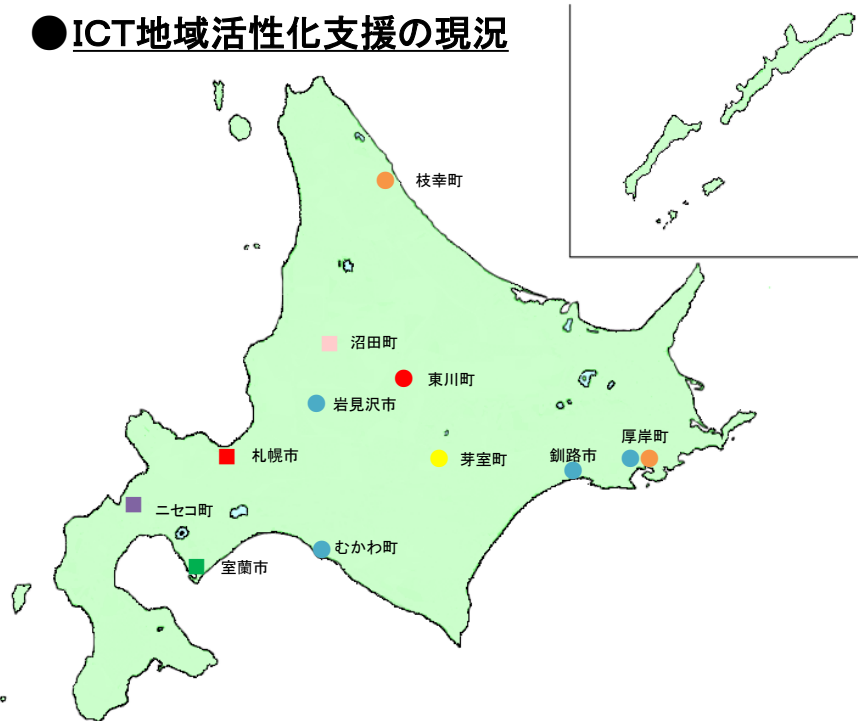 ●ICT地域活性化支援の現況
枝幸町
沼田町
東川町
岩見沢市
厚岸町
札幌市
芽室町
釧路市
ニセコ町
むかわ町
室蘭市